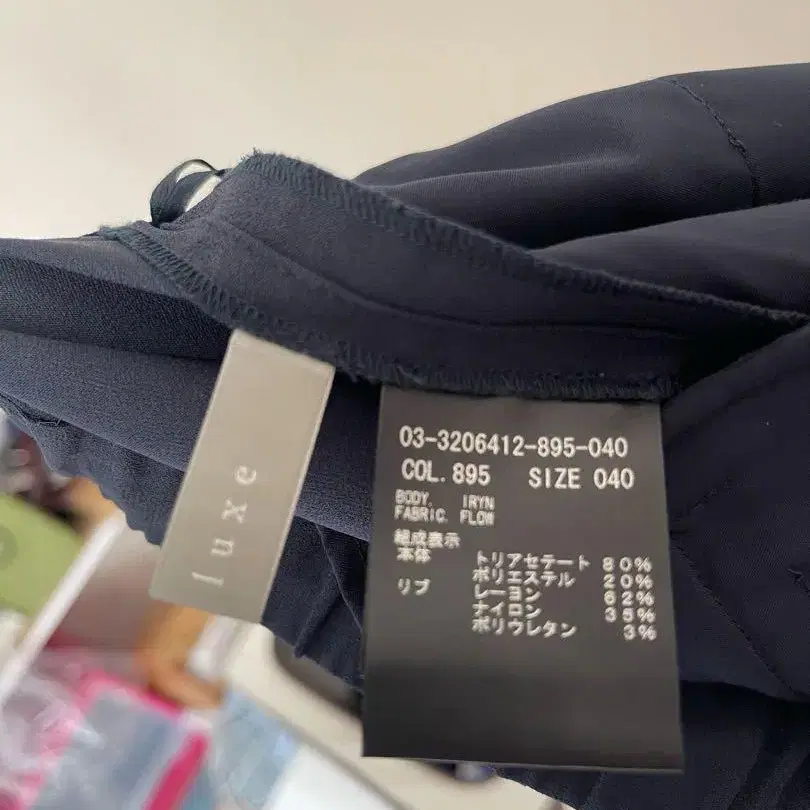 luxe
03-3206412-895-040
COL. 895 SIZE 040
BODY. IRYN
FABRIC. FLOW
組成表示
本体 トリアセテート 80%
ポリエステル 20%
リブ レーヨン 62%
ナイロン 35%
ポリウレタン 3%